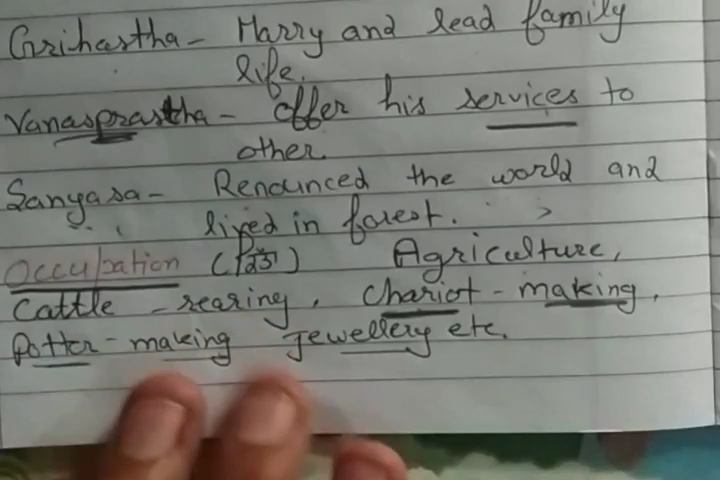 Grihastha - Marry and lead family
life.
Vanasprastha - offer his services to
other.
Sanyasa - Renounced the world and
lived in forest.
Occupation ( ) Agriculture,
Cattle - rearing, Chariot - making,
Potter - making Jewellery etc.